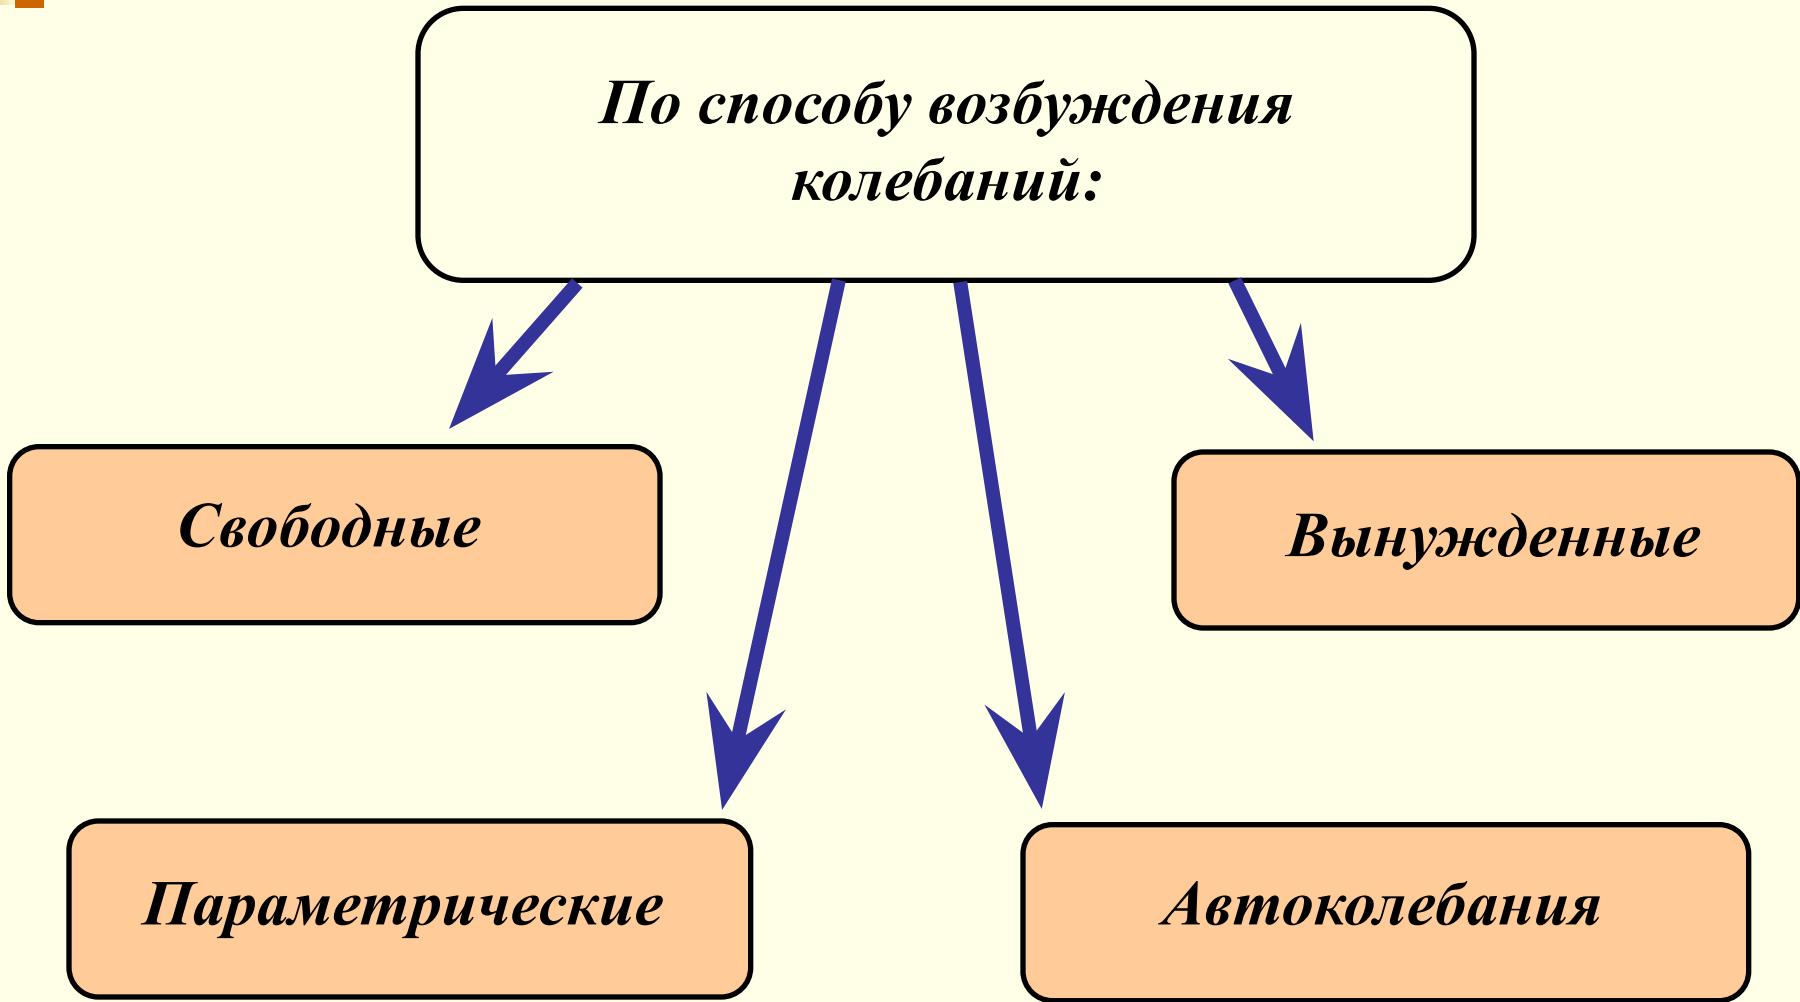 По способу возбуждения
колебаний:
Свободные
Вынужденные
Параметрические
Автоколебания